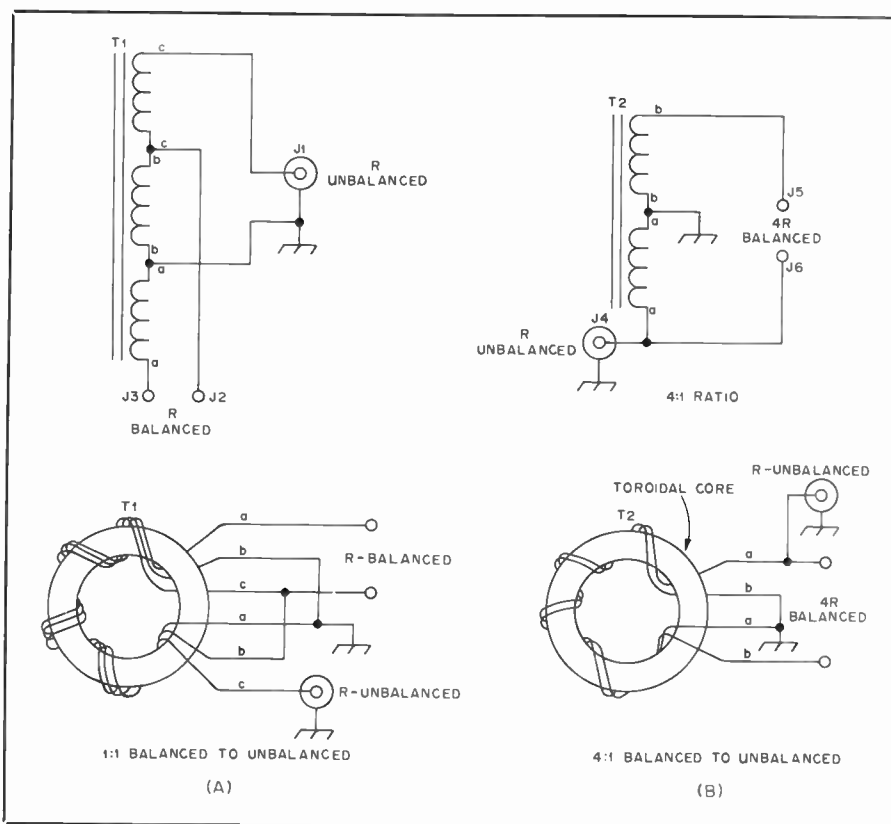 T1
c
c
b
b
a
a
J1
R
UNBALANCED
J3
J2
R
BALANCED
T2
b
b
a
a
J5
4R
BALANCED
J6
J4
R
UNBALANCED
4:1 RATIO
T1
a
b
c
a
b
c
R-BALANCED
R-UNBALANCED
1:1 BALANCED TO UNBALANCED
(A)
TOROIDAL CORE
T2
R-UNBALANCED
a
b
a
b
4R
BALANCED
4:1 BALANCED TO UNBALANCED
(B)